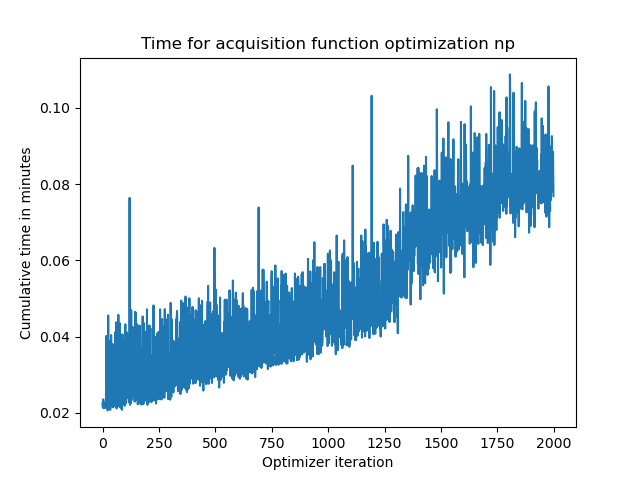 Time for acquisition function optimization np
Cumulative time in minutes
0.10
0.08
0.06
0.04
0.02
0 250 500 750 1000 1250 1500 1750 2000
Optimizer iteration